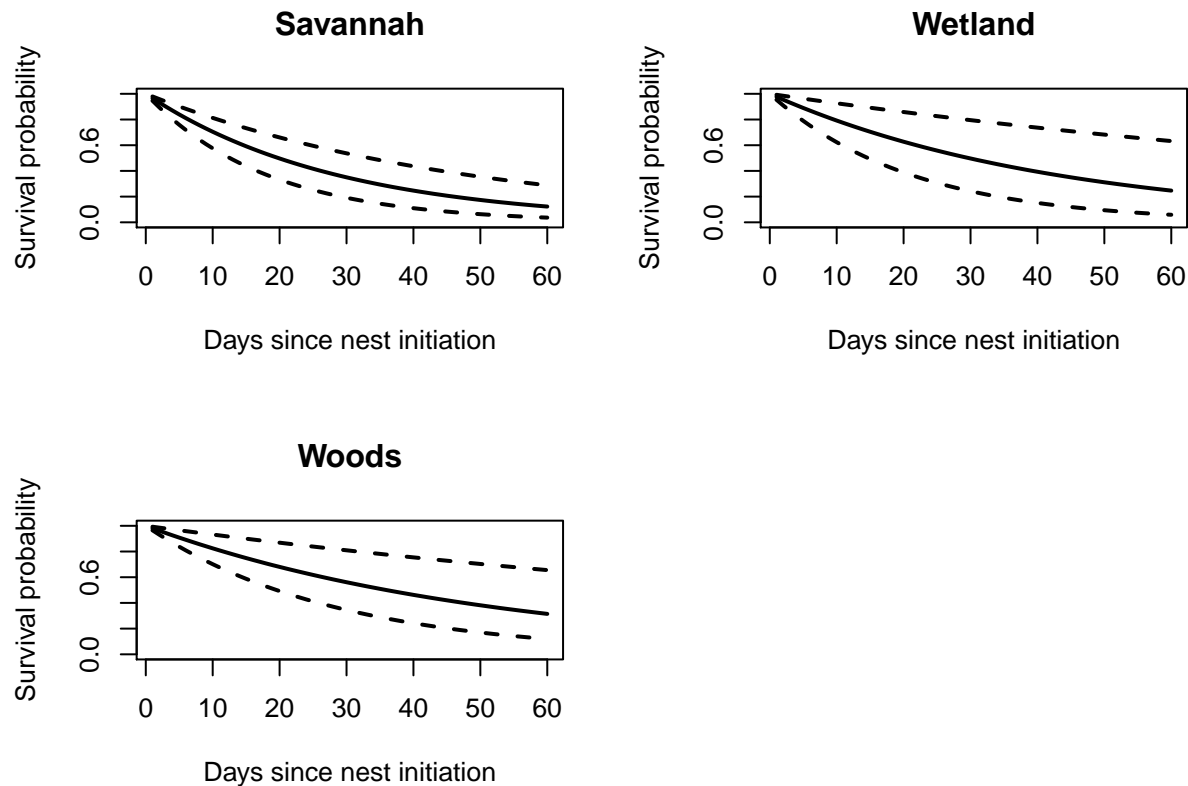 Savannah
Survival probability
0.0 0.6
0 10 20 30 40 50 60
Days since nest initiation
Wetland
Survival probability
0.0 0.6
0 10 20 30 40 50 60
Days since nest initiation
Woods
Survival probability
0.0 0.6
0 10 20 30 40 50 60
Days since nest initiation